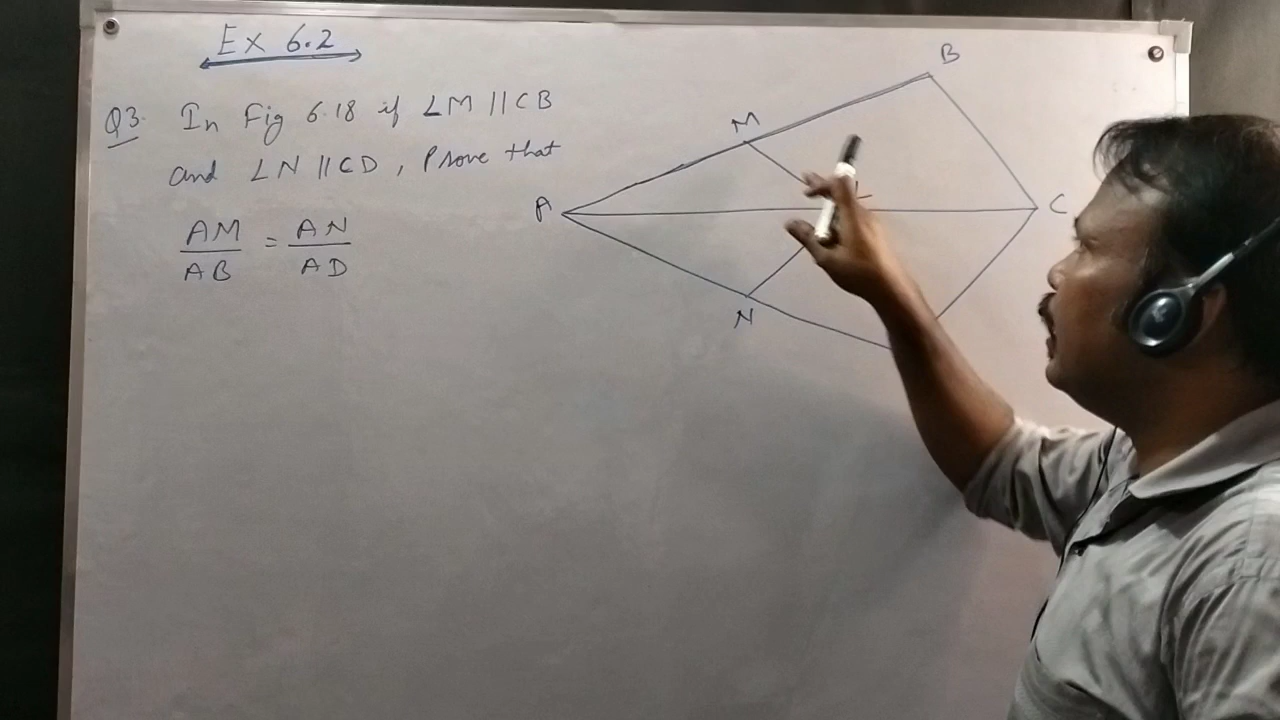 Ex 6.2
Q3. In Fig 6.18 if LM || CB
and LN || CD, Prove that
AM / AB = AN / AD
B
M
L
A
C
N